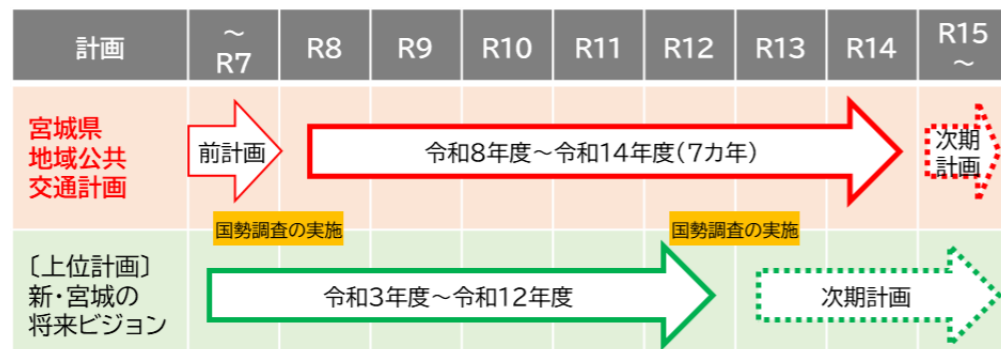 計画
～
R7
R8
R9
R10
R11
R12
R13
R14
R15
～
宮城県
地域公共
交通計画
前計画
令和8年度～令和14年度(7カ年)
次期
計画
国勢調査の実施
国勢調査の実施
〔上位計画〕
新・宮城の
将来ビジョン
令和3年度～令和12年度
次期計画